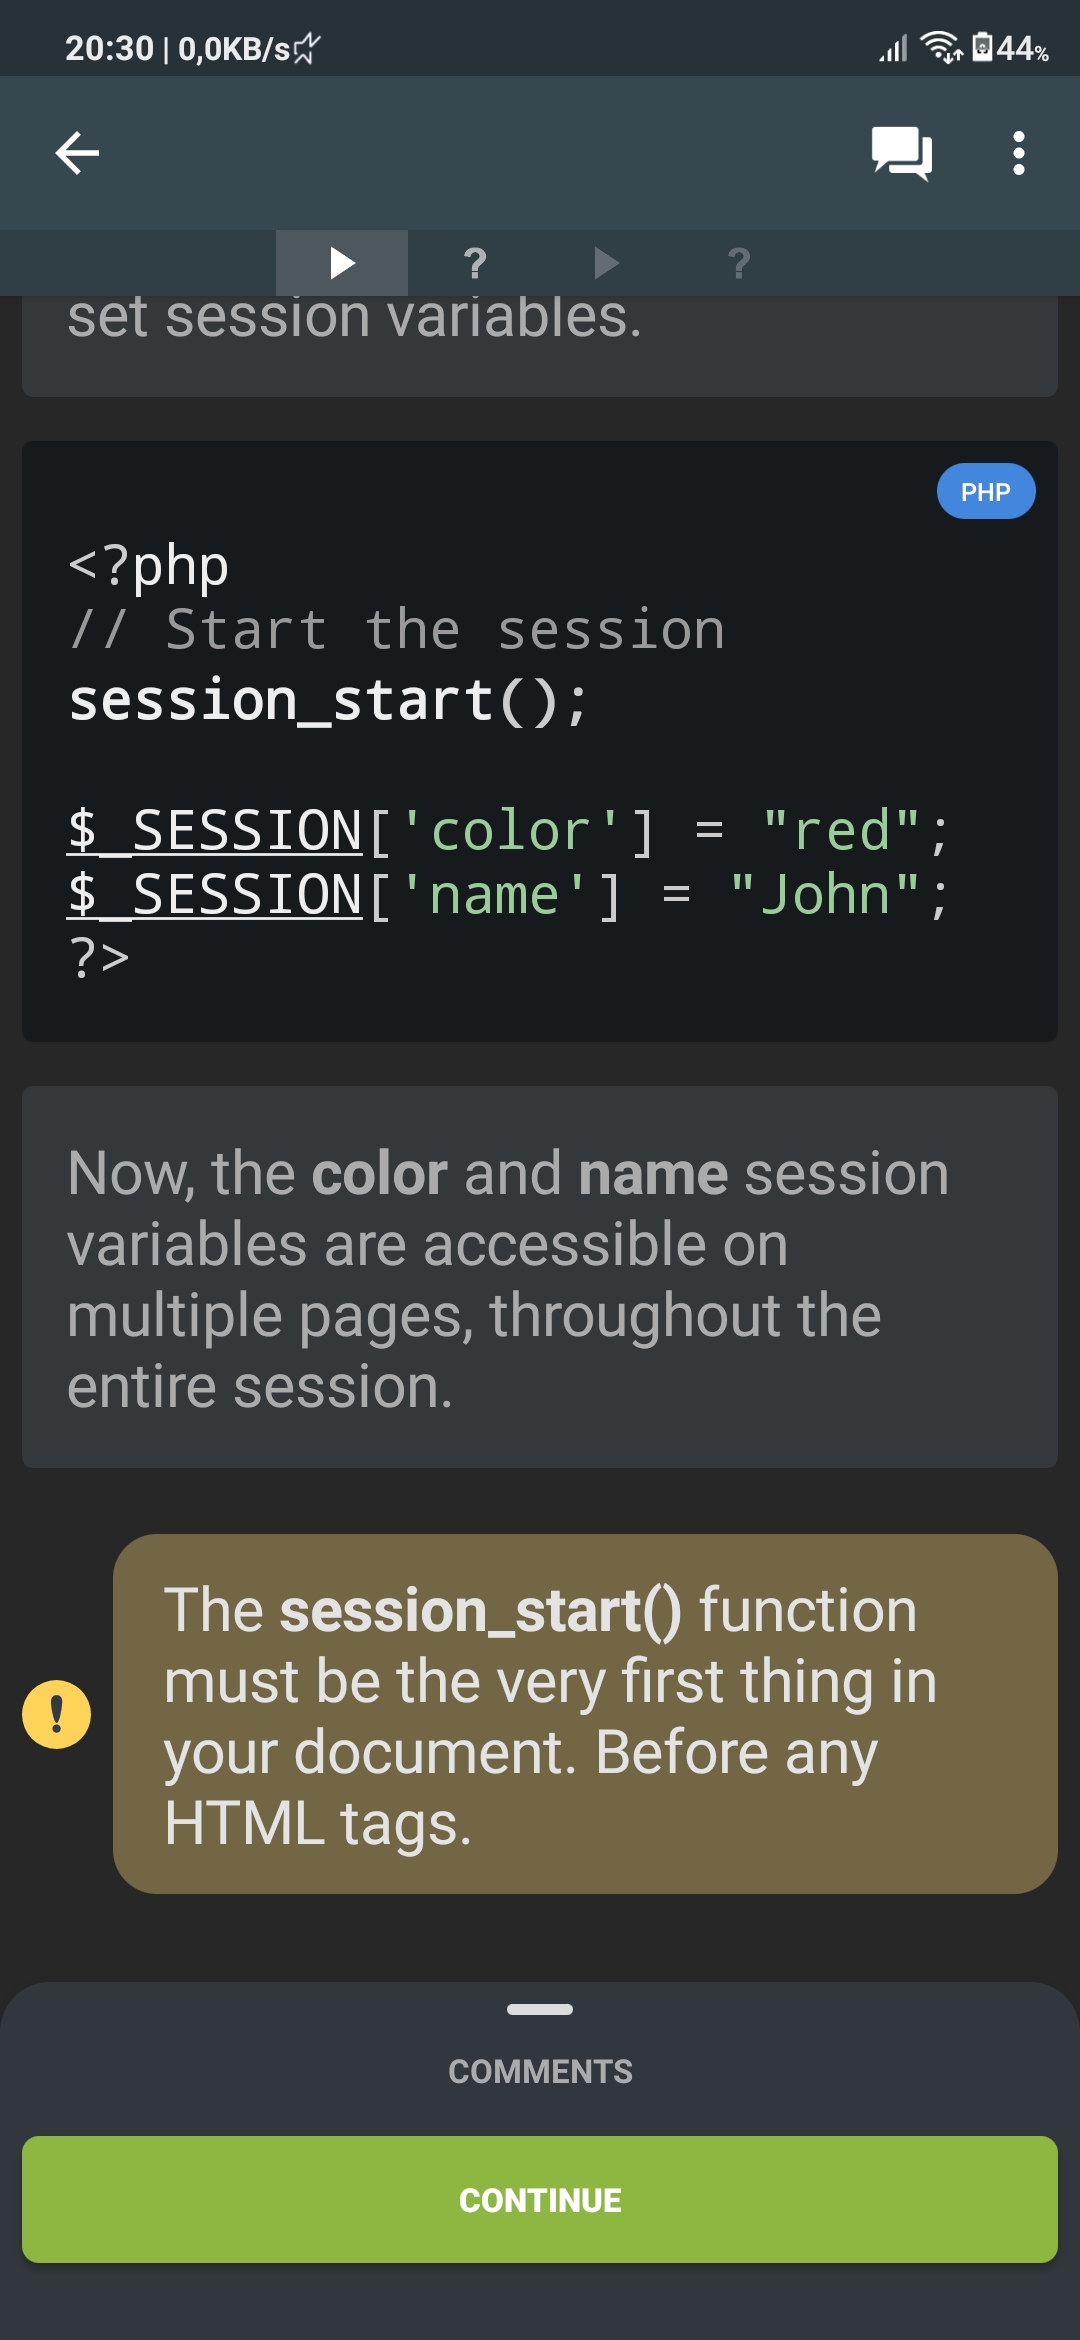 20:30 | 0,0KB/s 44%
? ?
set session variables.
PHP
<?php
// Start the session
session_start();
$_SESSION['color'] = "red";
$_SESSION['name'] = "John";
?>
Now, the color and name session
variables are accessible on
multiple pages, throughout the
entire session.
The session_start() function
must be the very first thing in
your document. Before any
HTML tags.
COMMENTS
CONTINUE